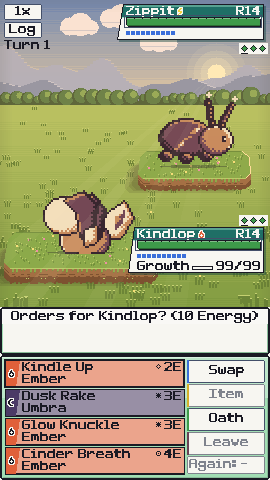 1x
Zippit R14
Log
Turn 1
Kindlop R14
Growth 99/99
Orders for Kindlop? (10 Energy)
Kindle Up 2E
Ember
Dusk Rake 3E
Umbra
Glow Knuckle 3E
Ember
Cinder Breath 4E
Ember
Swap
Item
Oath
Leave
Again:-